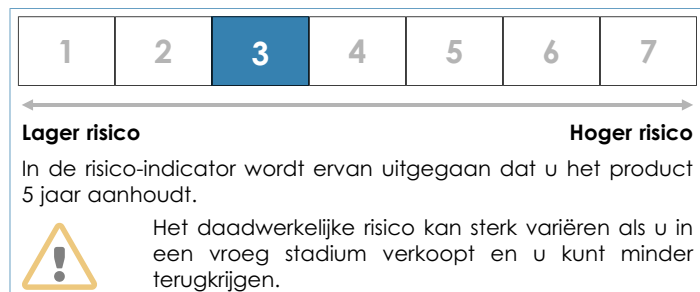 1 2 3 4 5 6 7
Lager risico Hoger risico
In de risico-indicator wordt ervan uitgegaan dat u het product
5 jaar aanhoudt.
Het daadwerkelijke risico kan sterk variëren als u in
een vroeg stadium verkoopt en u kunt minder
terugkrijgen.